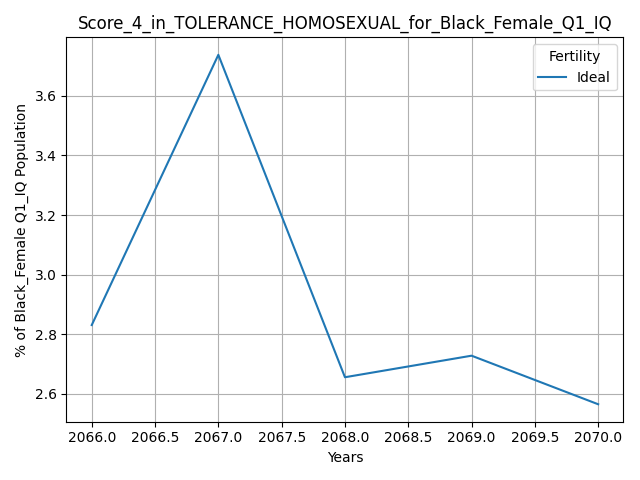 Score_4_in_TOLERANCE_HOMOSEXUAL_for_Black_Female_Q1_IQ
Fertility
Ideal
% of Black_Female Q1_IQ Population
3.6
3.4
3.2
3.0
2.8
2.6
2066.0 2066.5 2067.0 2067.5 2068.0 2068.5 2069.0 2069.5 2070.0
Years